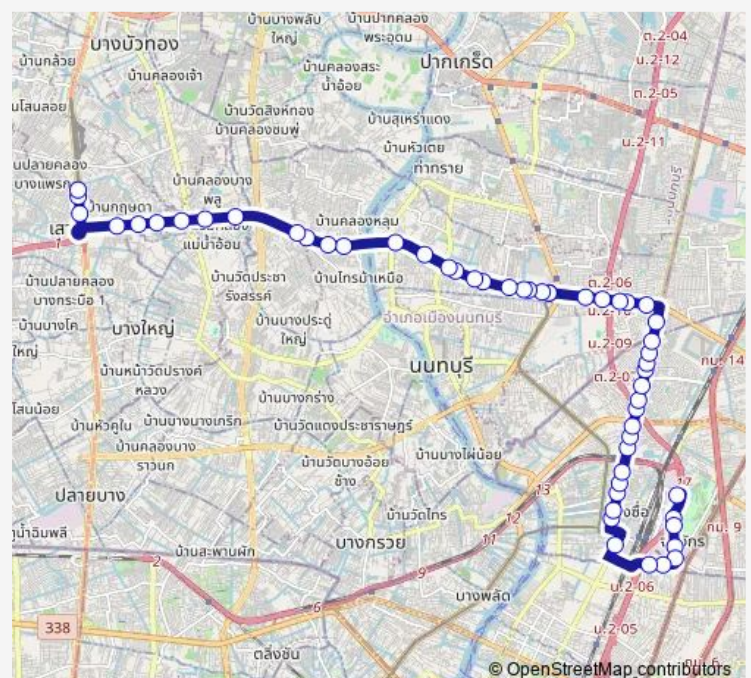 บางบัวทอง
บ้านกล้วย
บ้านคลองเจ้า
บ้านบางพลับ
ใหญ่
บ้านปากคลอง
พระอุดม
ปากเกร็ด
ต.2-04
น.2-12
ต.2-05
บ้านคลองสระ
น้ำอ้อย
บ้านวัดสิงห์ทอง
บ้านคลองชมพู่
บ้านสุเหร่าแดง
บ้านหัวเตย
ท่าทราย
น.2-11
นปลายคลอง
บางแพรก
บ้านกฤษดา
บ้านคลองบาง
พลู
แม่น้ำอ้อม
บ้านคลองหลุม
บ้านไทรม้าเหนือ
บ้านวัดประชา
รังสรรค์
บ้านปลายคลอง
บางกระบือ 1
บ้านบางโค
ใหญ่
บางใหญ่
บ้านบางประดู่
ใหญ่
อำเภอเมืองนนทบุรี
นนทบุรี
ต.2-06
น.2-10
น.2-09
ต.2-0
กม. 14
บ้านหน้าวัดปรางค์
หลวง
โสนน้อย
บ้านหัวคูใน
บ้านบางนางเกริก
บ้านบางกร่าง
บ้านวัดแดงประชาราษฎร์
บ้านคลองบาง
ราวนก
บ้านวัดบางอ้อย
ช้าง
บ้านบางไผ่น้อย
ปลายบาง
บ้านวัดไทร
13
12
11
17
บ้านสะพานผัก
บางกรวย
2
9
6
บางพลัด
338
ตลิ่งชัน
กม. 9
น.2-06
น.2-05
© OpenStreetMap contributors